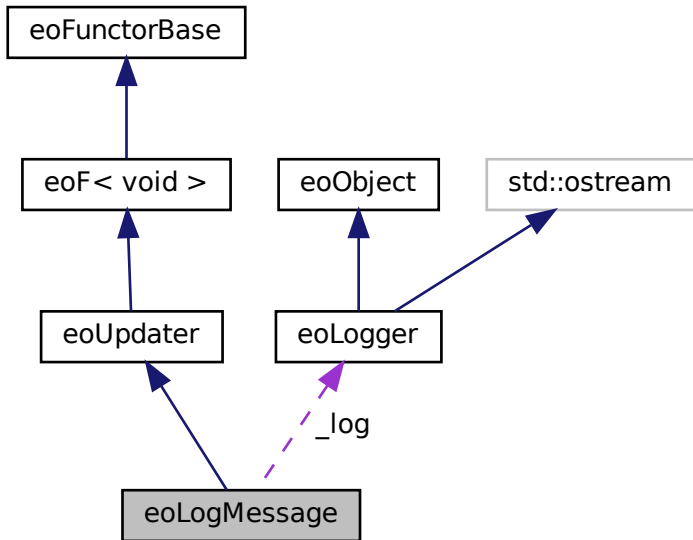 eoFunctorBase
eoF< void >
eoObject
std::ostream
eoUpdater
eoLogger
_log
eoLogMessage